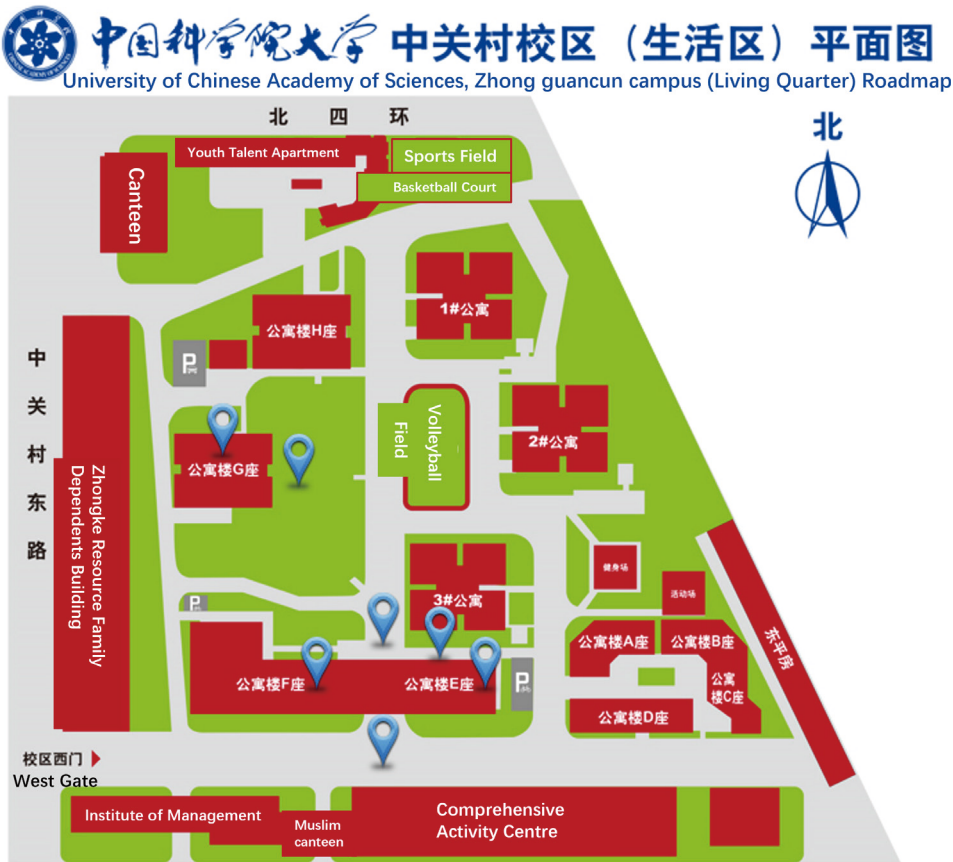 中国科学院大学 中关村校区（生活区）平面图
University of Chinese Academy of Sciences, Zhong guancun campus (Living Quarter) Roadmap
北四环
北
Youth Talent Apartment
Sports Field
Basketball Court
Canteen
1#公寓
公寓楼H座
P
中关村东路
Volleyball
Field
2#公寓
公寓楼G座
Zhongke Resource Family
Dependents Building
健身场
活动场
3#公寓
P
东平房
公寓楼A座
公寓楼B座
公寓楼F座
公寓楼E座
P
公寓
楼C座
公寓楼D座
校区西门
West Gate
Institute of Management
Muslim
canteen
Comprehensive
Activity Centre